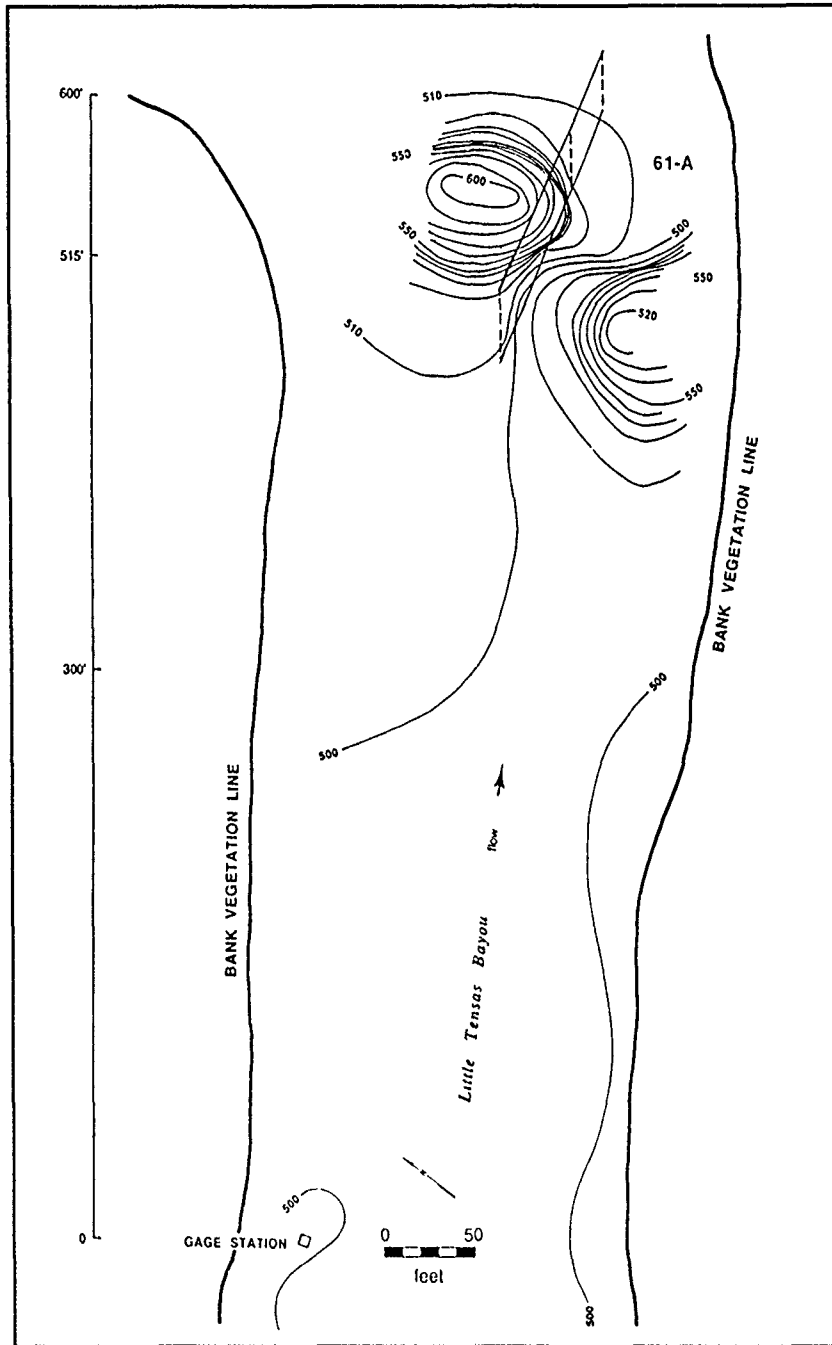 600'
510
550
61-A
600
500
550
515'
550
520
510
550
BANK VEGETATION LINE
300'
500
500
BANK VEGETATION LINE
flow
Little Tensas Bayou
500
GAGE STATION
0
0 50
feet
500